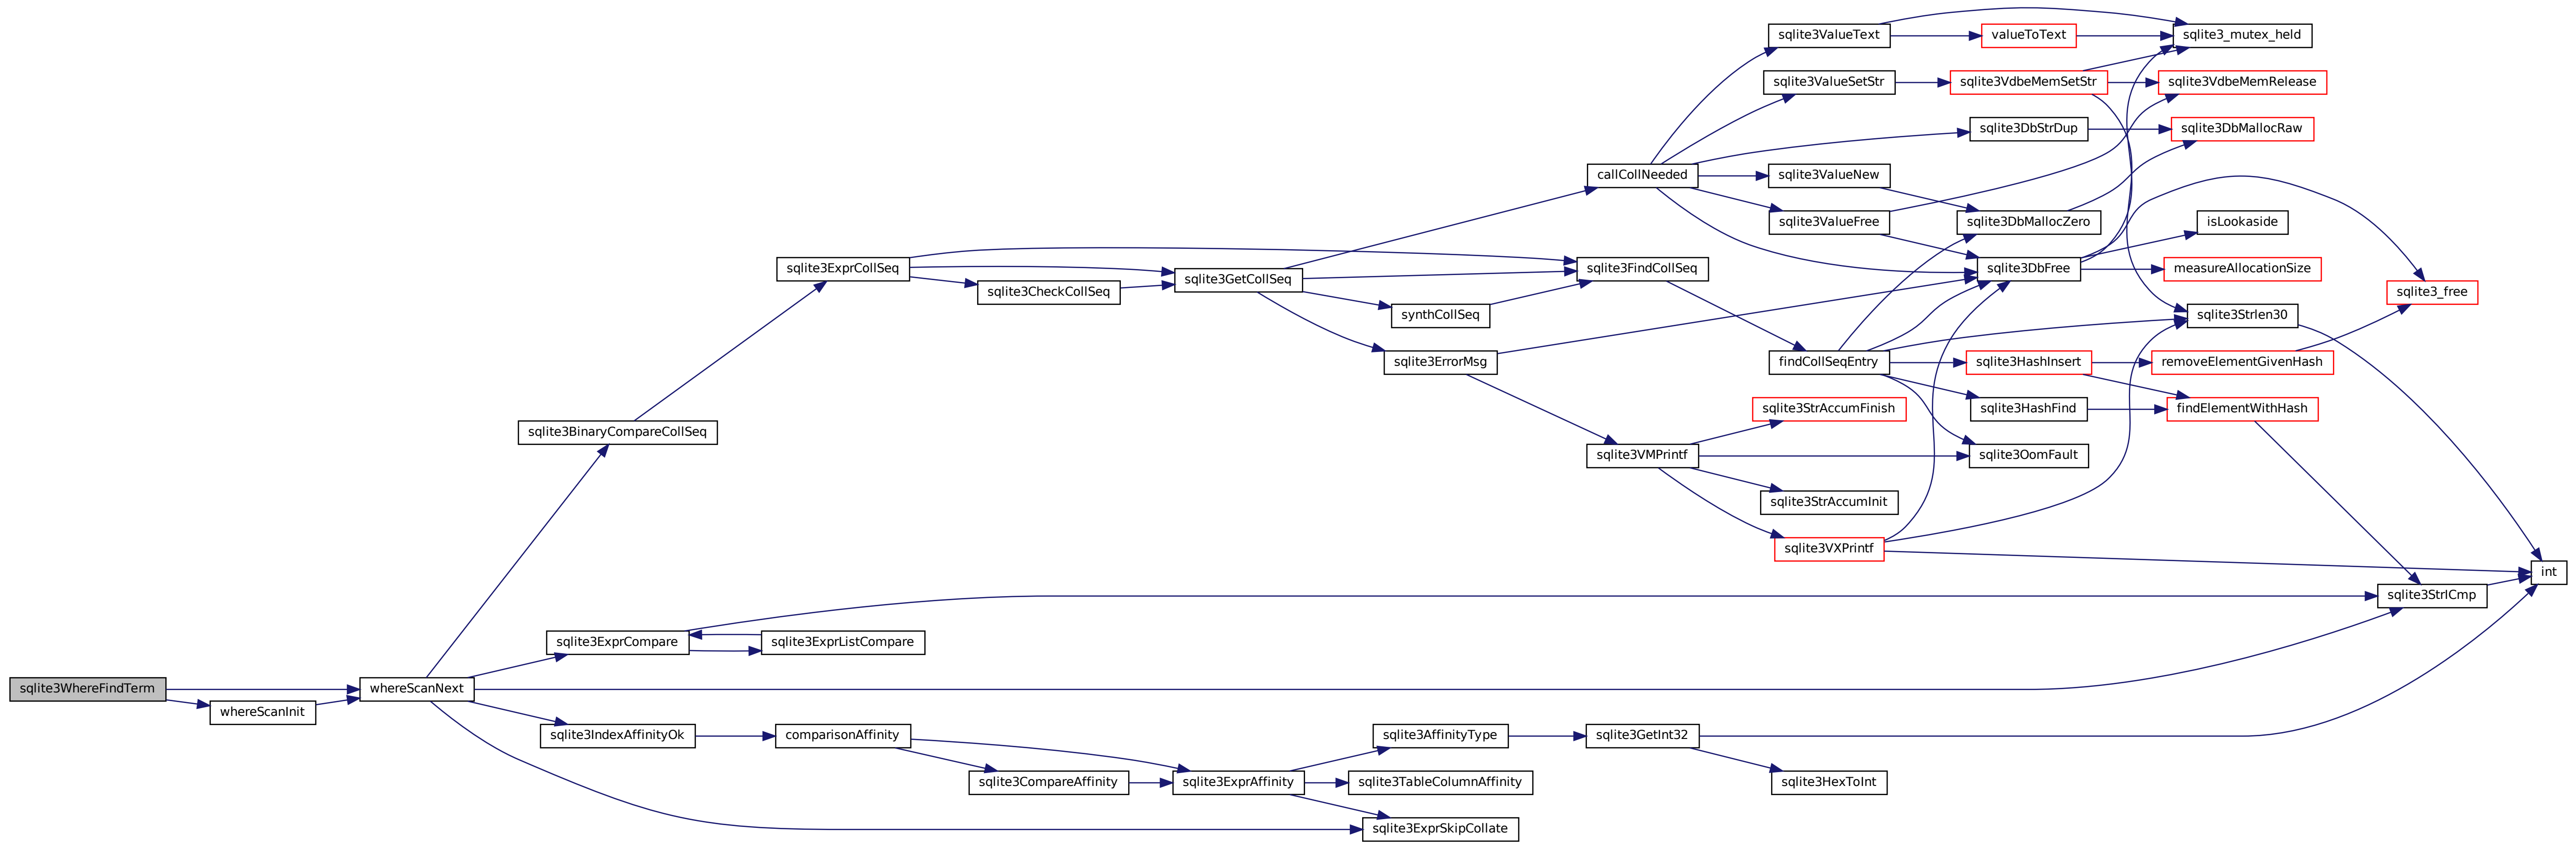 sqlite3WhereFindTerm
whereScanInit
whereScanNext
sqlite3BinaryCompareCollSeq
sqlite3ExprCompare
sqlite3ExprListCompare
sqlite3IndexAffinityOk
comparisonAffinity
sqlite3CompareAffinity
sqlite3ExprAffinity
sqlite3AffinityType
sqlite3TableColumnAffinity
sqlite3ExprSkipCollate
sqlite3GetInt32
sqlite3HexToInt
sqlite3ExprCollSeq
sqlite3CheckCollSeq
sqlite3GetCollSeq
synthCollSeq
sqlite3ErrorMsg
callCollNeeded
sqlite3FindCollSeq
sqlite3VMPrintf
sqlite3ValueText
sqlite3ValueSetStr
sqlite3ValueNew
sqlite3ValueFree
findCollSeqEntry
sqlite3StrAccumFinish
sqlite3StrAccumInit
sqlite3VXPrintf
valueToText
sqlite3VdbeMemSetStr
sqlite3DbStrDup
sqlite3DbMallocZero
sqlite3DbFree
sqlite3HashInsert
sqlite3HashFind
sqlite3OomFault
sqlite3_mutex_held
sqlite3VdbeMemRelease
sqlite3DbMallocRaw
isLookaside
measureAllocationSize
sqlite3Strlen30
removeElementGivenHash
findElementWithHash
sqlite3_free
sqlite3StrICmp
int